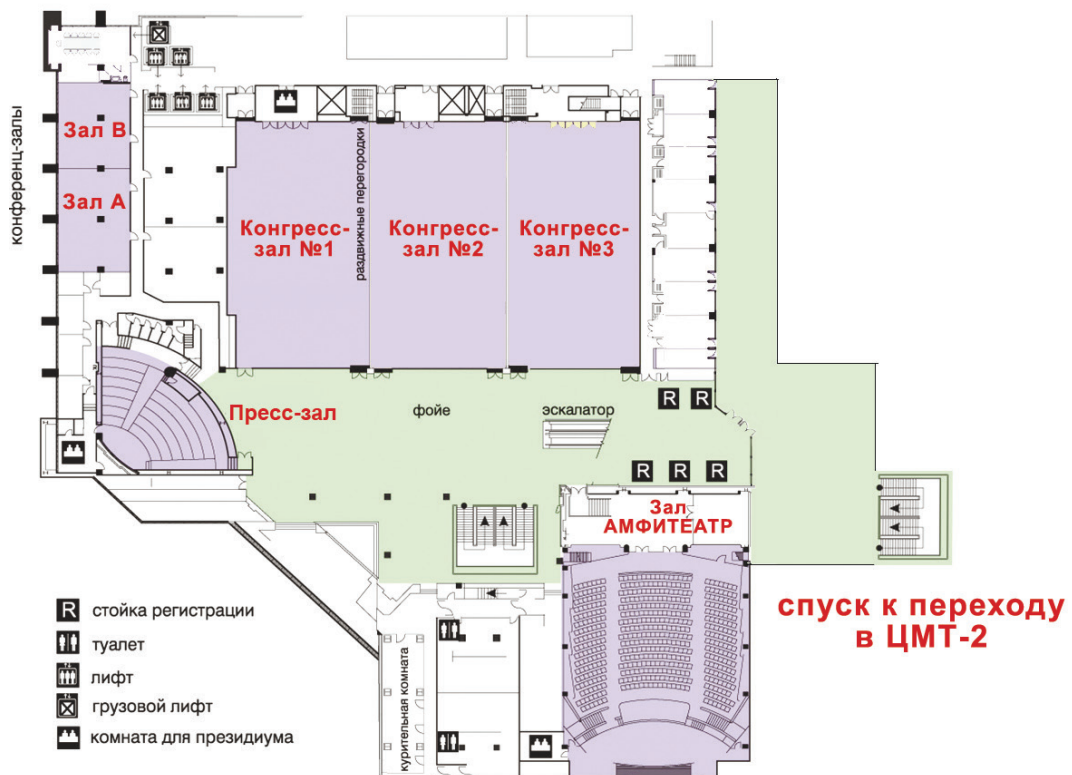 конференц-залы
Зал B
Зал А
Конгресс-
зал №1
раздвижные перегородки
Конгресс-
зал №2
Конгресс-
зал №3
Пресс-зал
фойе
эскалатор
R
R
R
R
R
Зал
АМФИТЕАТР
спуск к переходу
в ЦМТ-2
курительная комната
R стойка регистрации
туалет
лифт
грузовой лифт
комната для президиума